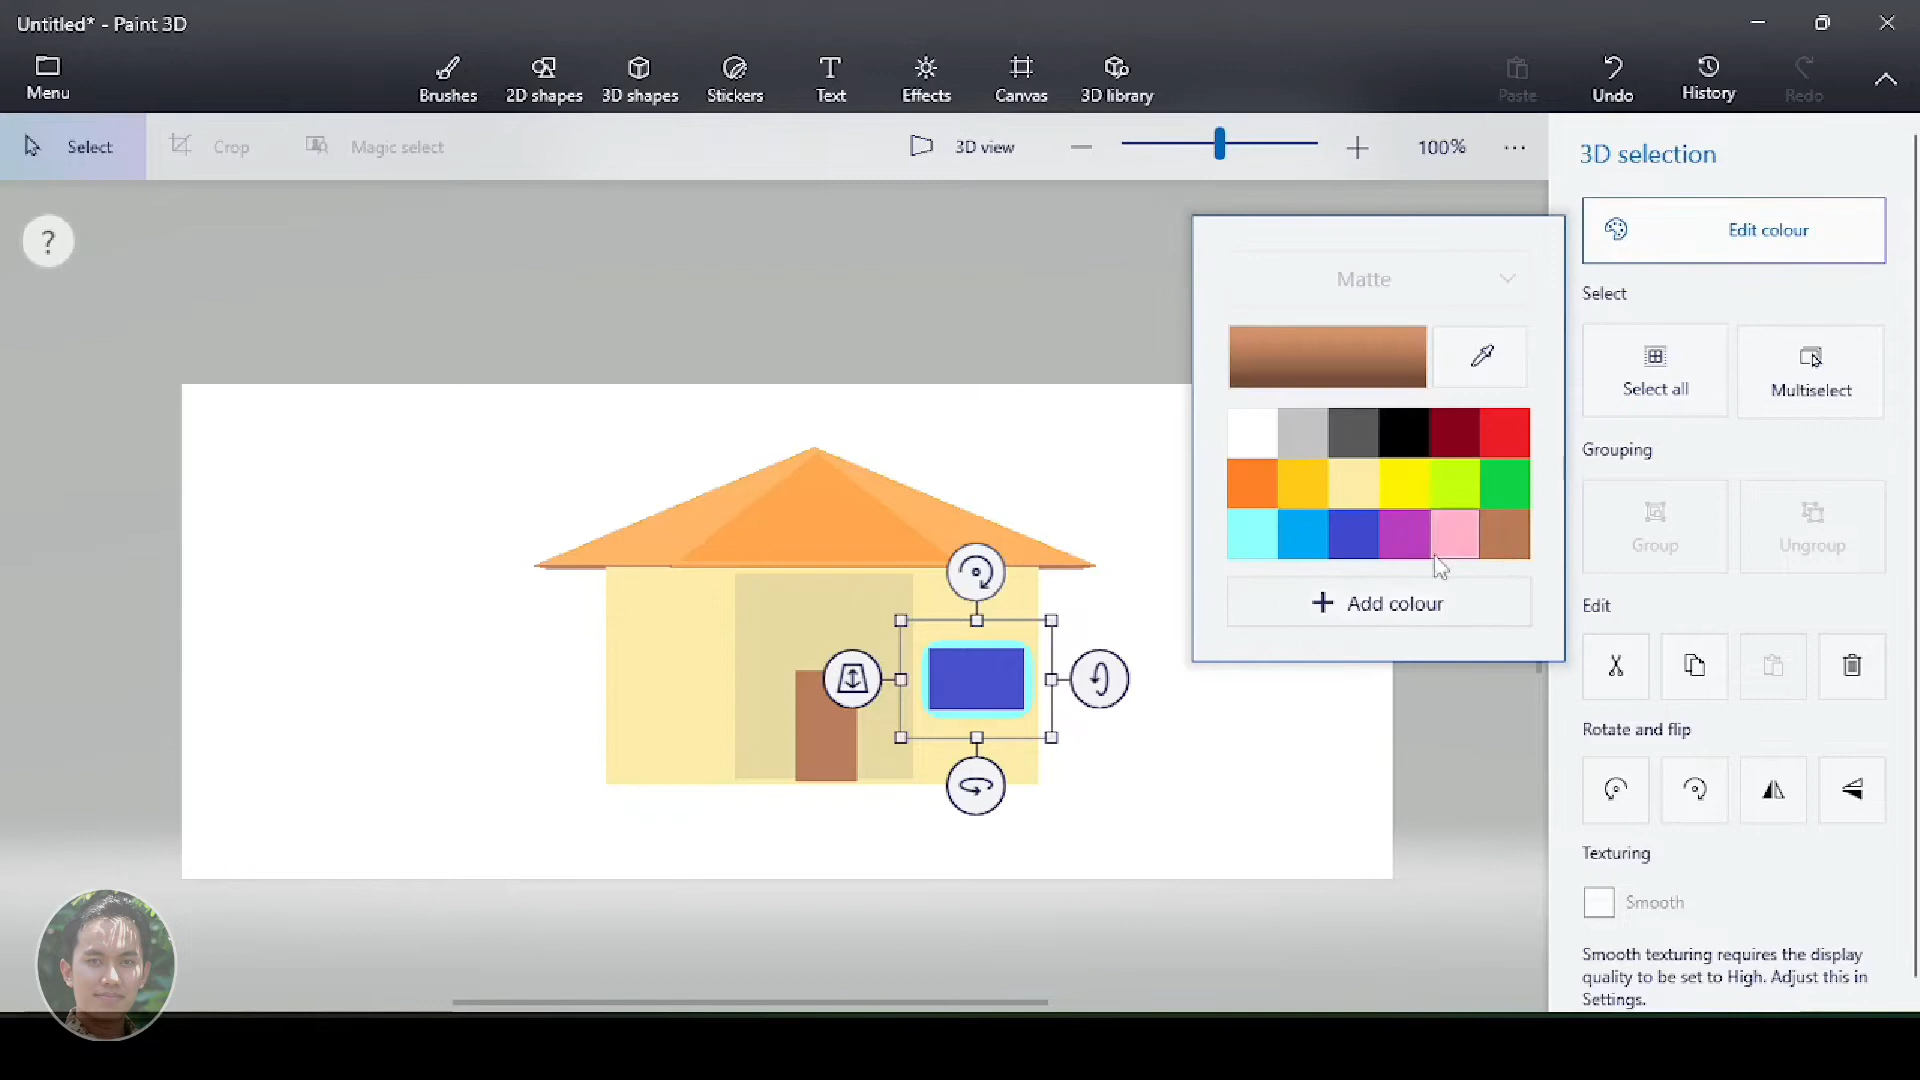 Untitled* - Paint 3D
Menu
Brushes
2D shapes
3D shapes
Stickers
Text
Effects
Canvas
3D library
Paste
Undo
History
Redo
Select
Crop
Magic select
3D view
100%
3D selection
?
Matte
Add colour
Edit colour
Select
Select all
Multiselect
Grouping
Group
Ungroup
Edit
Rotate and flip
Texturing
Smooth
Smooth texturing requires the display
quality to be set to High. Adjust this in
Settings.